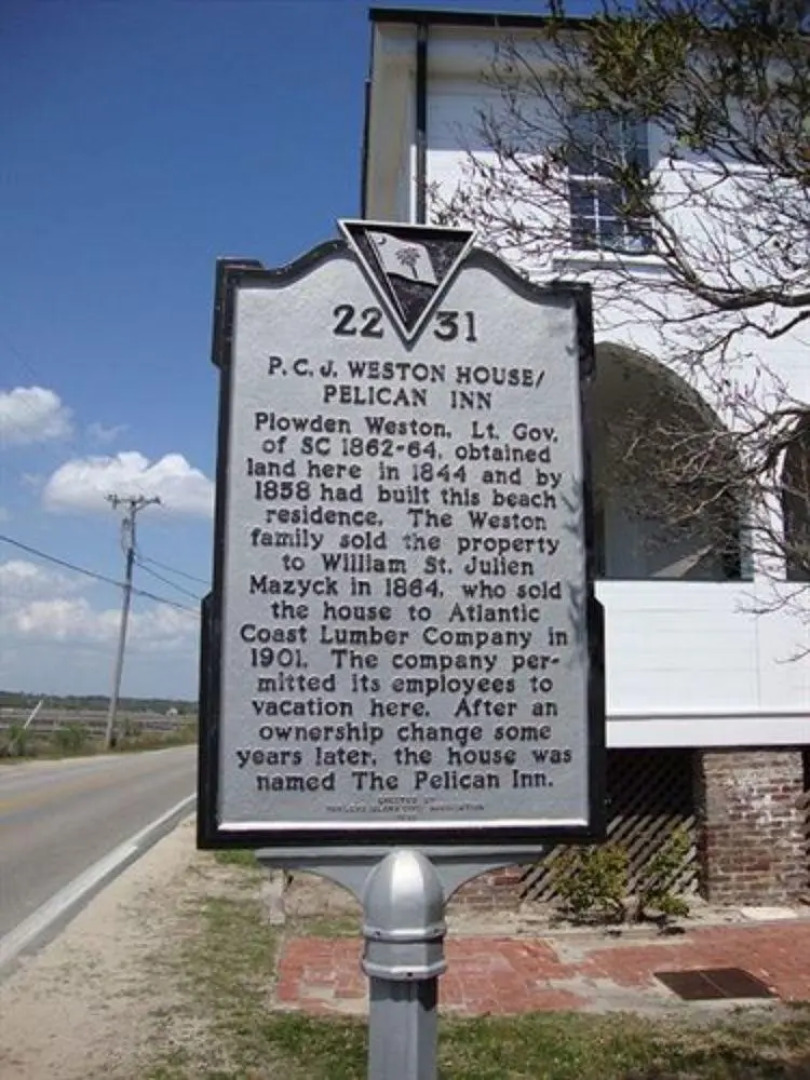 22 31
P. C. J. WESTON HOUSE/
PELICAN INN
Plowden Weston, Lt. Gov.
of SC 1862-64, obtained
land here in 1844 and by
1858 had built this beach
residence. The Weston
family sold the property
to William St. Julien
Mazyck in 1864, who sold
the house to Atlantic
Coast Lumber Company in
1901. The company per-
mitted its employees to
vacation here. After an
ownership change some
years later, the house was
named The Pelican Inn.
ERECTED BY